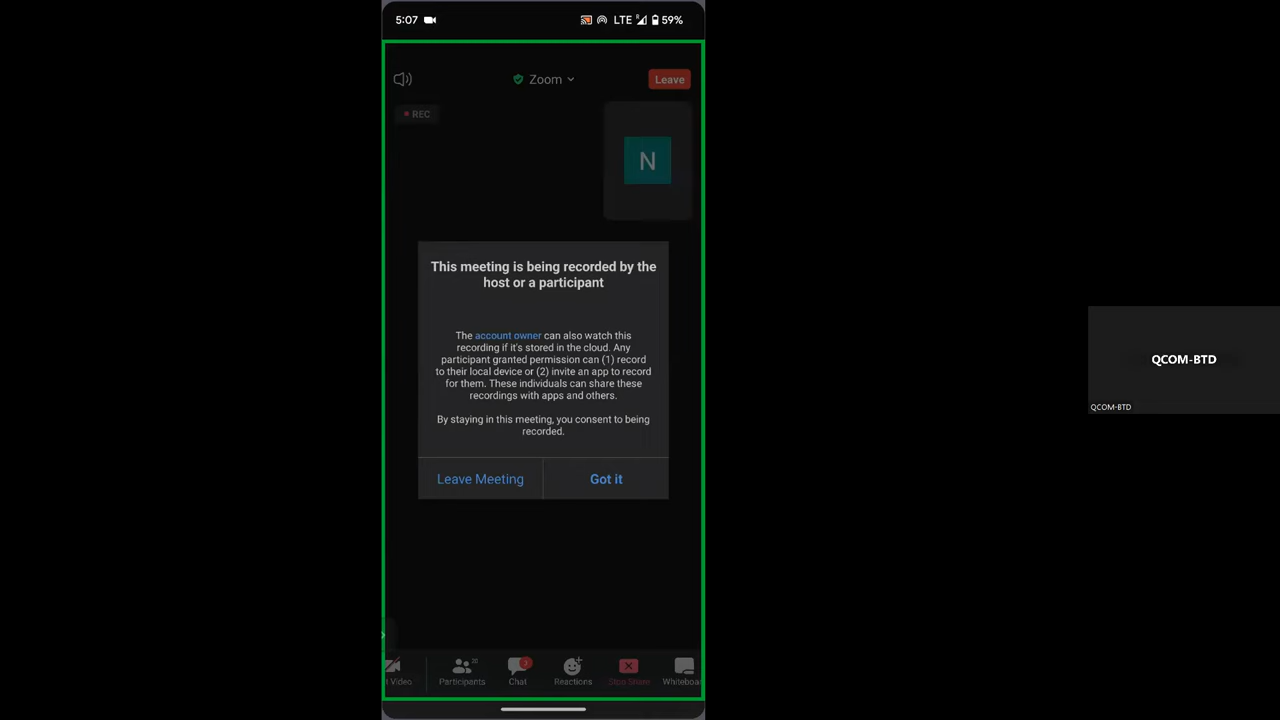 5:07 LTE R 59%
Zoom Leave
REC
N
This meeting is being recorded by the
host or a participant
The account owner can also watch this
recording if it's stored in the cloud. Any
participant granted permission can (1) record
to their local device or (2) invite an app to record
for them. These individuals can share these
recordings with apps and others.
By staying in this meeting, you consent to being
recorded.
Leave Meeting Got it
t Video Participants Chat Reactions Stop Share Whiteboa
QCOM-BTD
QCOM-BTD